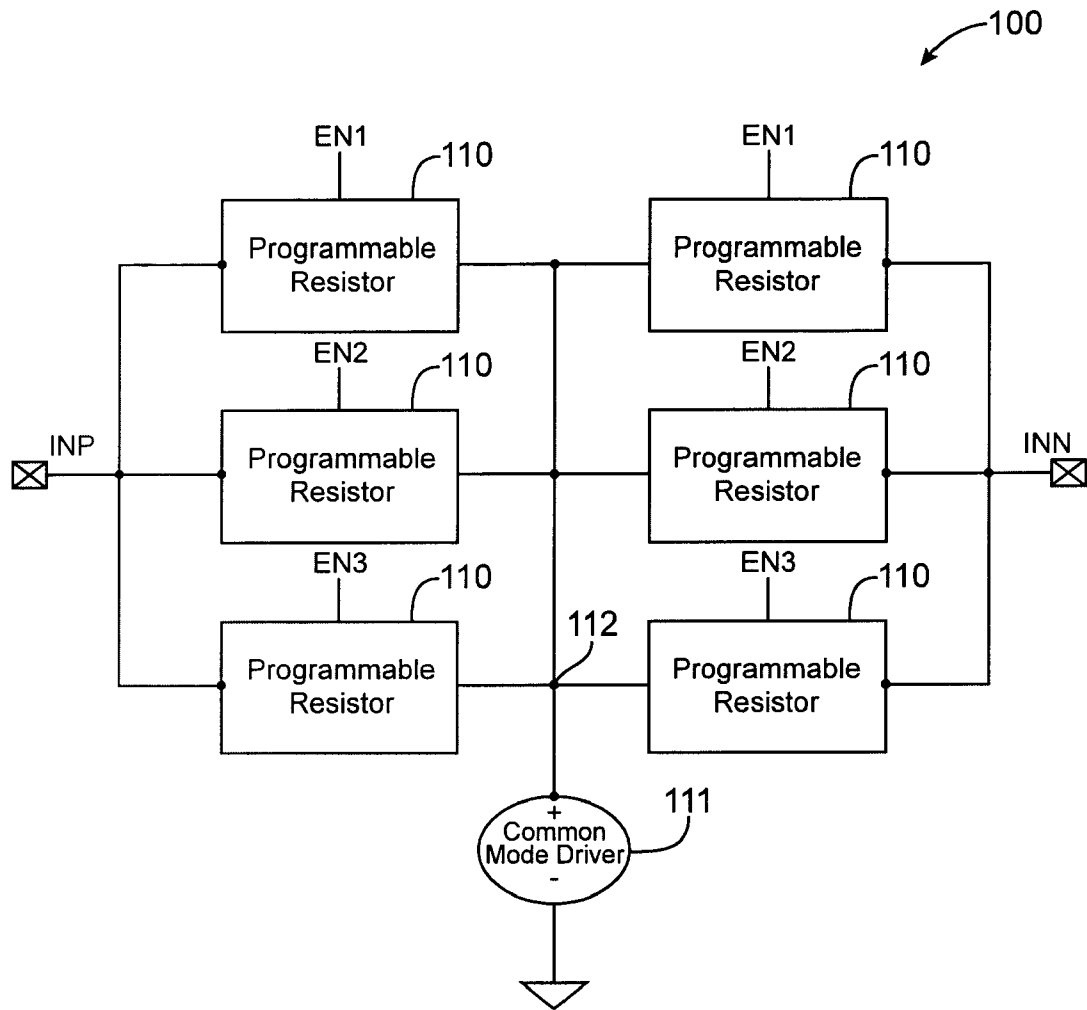 100
EN1
110
EN1
110
Programmable
Resistor
Programmable
Resistor
EN2
110
EN2
110
INP
Programmable
Resistor
Programmable
Resistor
INN
EN3
110
EN3
110
112
Programmable
Resistor
Programmable
Resistor
+
Common
Mode Driver
-
111